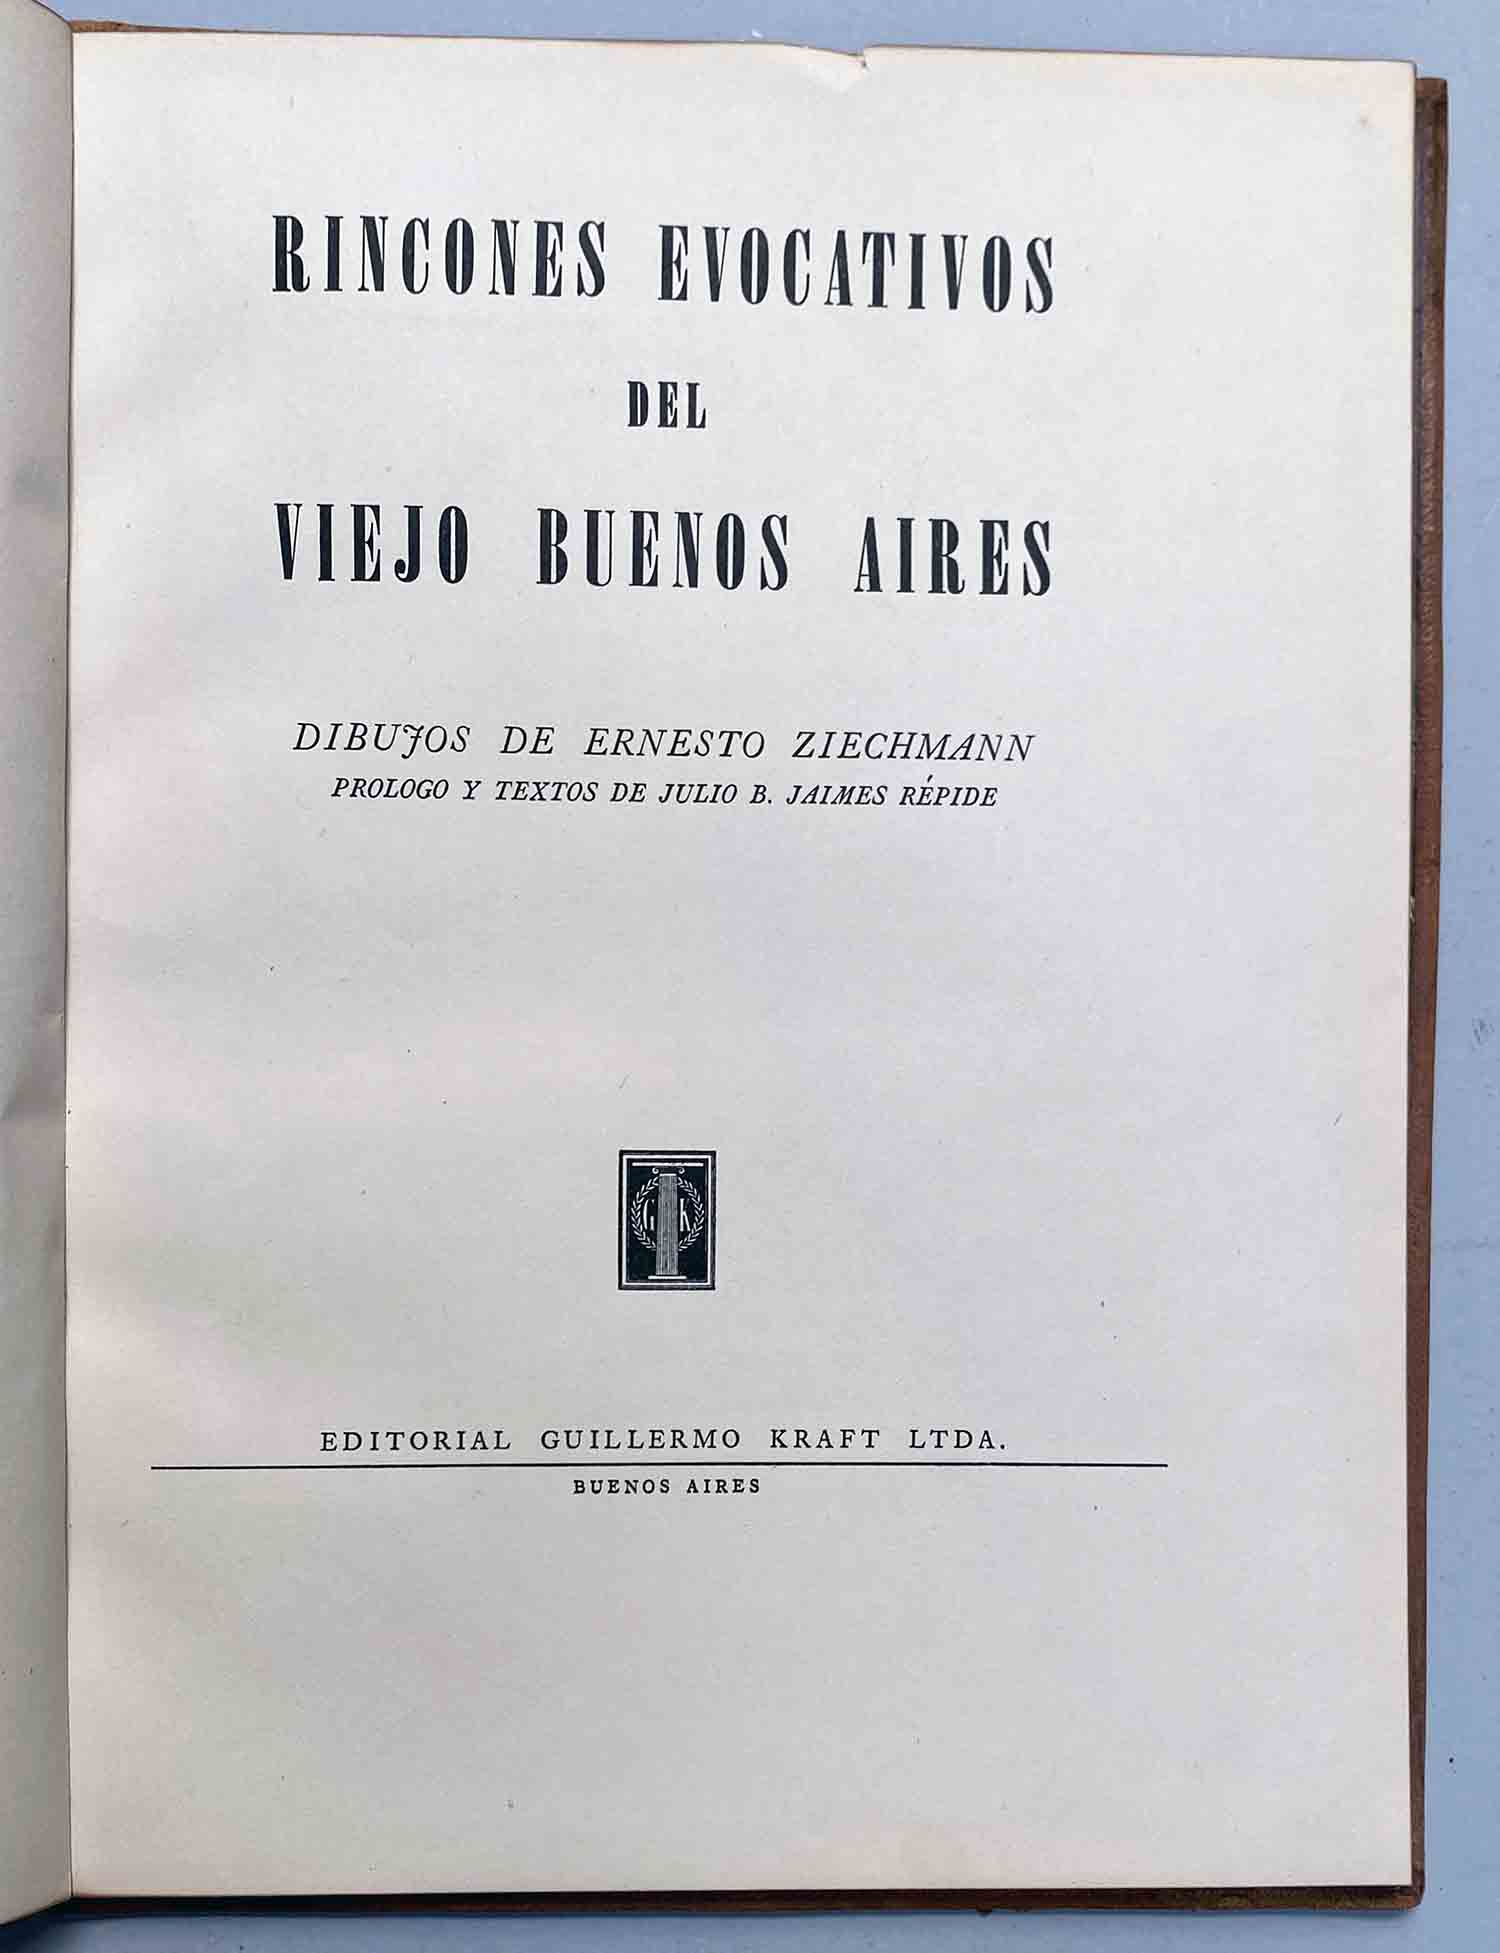 RINCONES EVOCATIVOS
DEL
VIEJO BUENOS AIRES
DIBUJOS DE ERNESTO ZIECHMANN
PROLOGO Y TEXTOS DE JULIO B. JAIMES RÉPIDE
G K
EDITORIAL GUILLERMO KRAFT LTDA.
BUENOS AIRES